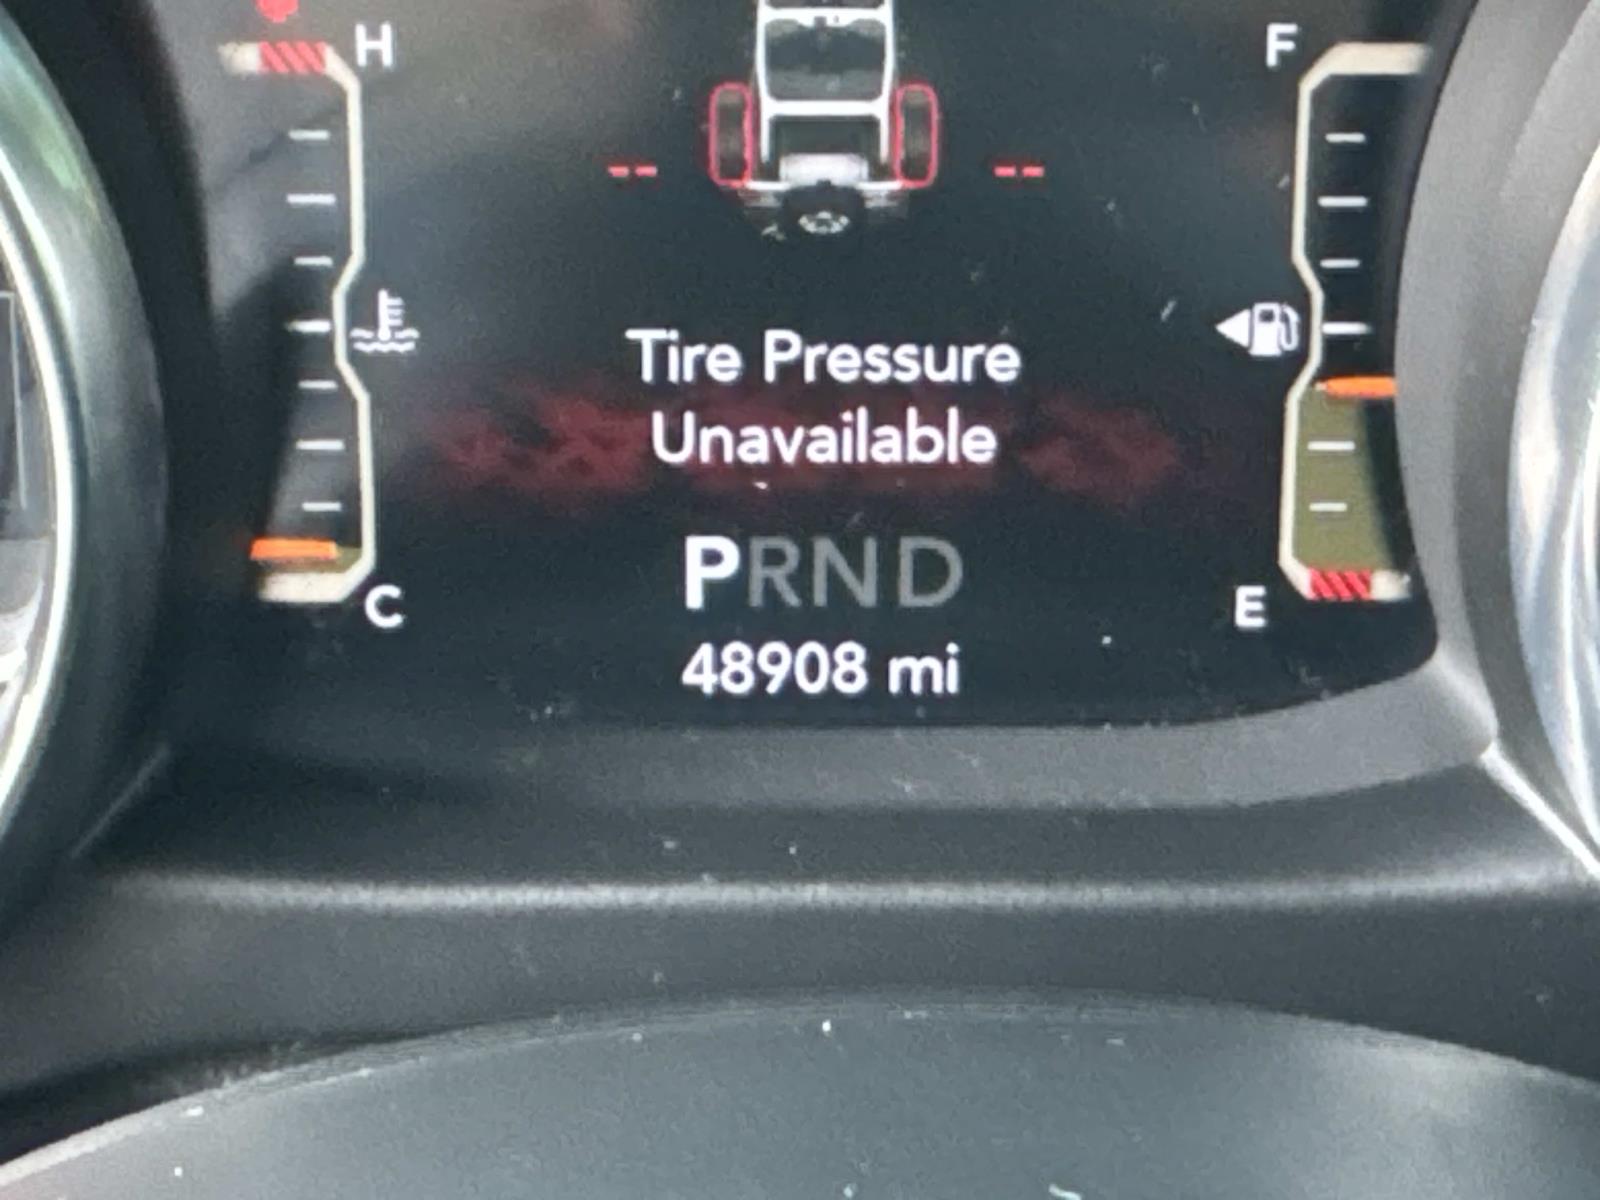 H
F
-- --
Tire Pressure
Unavailable
PRND
C
E
48908 mi